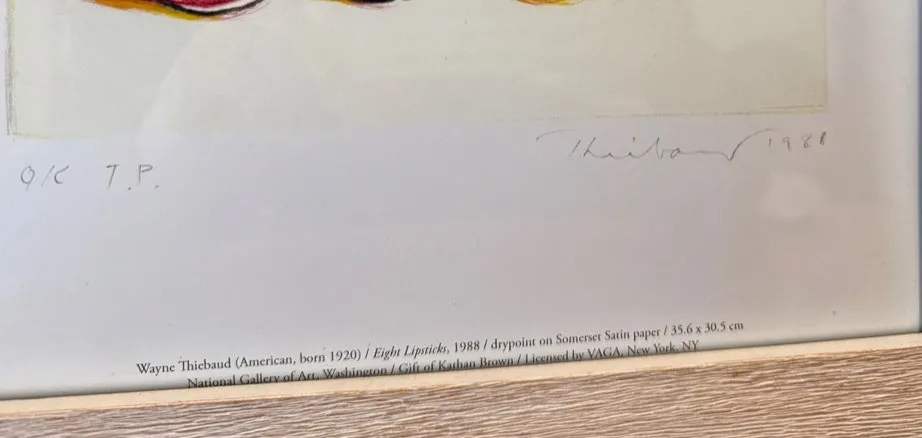 Thiebaud 1988
OK T.P.
Wayne Thiebaud (American, born 1920) / Eight Lipsticks, 1988 / drypoint on Somerset Satin paper / 35.6 x 30.5 cm
National Gallery of Art, Washington / Gift of Kathan Brown / Licensed by VAGA, New York, NY